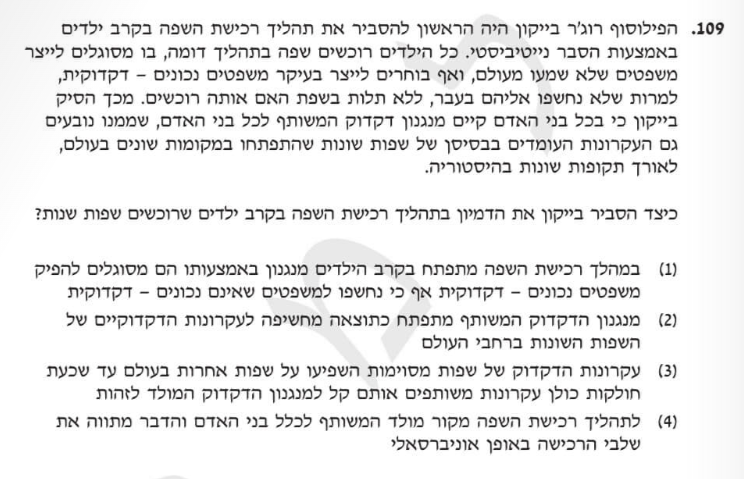 109. הפילוסוף רוג'ר בייקון היה הראשון להסביר את תהליך רכישת השפה בקרב ילדים
באמצעות הסבר נייטיביסטי. כל הילדים רוכשים שפה בתהליך דומה, בו מסוגלים לייצר
משפטים שלא שמעו מעולם, ואף בוחרים לייצר בעיקר משפטים נכונים – דקדוקית,
למרות שלא נחשפו אליהם בעבר, ללא תלות בשפת האם אותה רוכשים. מכך הסיק
בייקון כי בכל בני האדם קיים מנגנון דקדוק המשותף לכל בני האדם, שממנו נובעים
גם העקרונות העומדים בבסיסן של שפות שונות שהתפתחו במקומות שונים בעולם,
לאורך תקופות שונות בהיסטוריה.
כיצד הסביר בייקון את הדמיון בתהליך רכישת השפה בקרב ילדים שרוכשים שפות שנות?
(1) במהלך רכישת השפה מתפתח בקרב הילדים מנגנון באמצעותו הם מסוגלים להפיק
משפטים נכונים – דקדוקית אף כי נחשפו למשפטים שאינם נכונים – דקדוקית
(2) מנגנון הדקדוק המשותף מתפתח כתוצאה מחשיפה לעקרונות הדקדוקיים של
השפות השונות ברחבי העולם
(3) עקרונות הדקדוק של שפות מסוימות השפיעו על שפות אחרות בעולם עד שכעת
חולקות כולן עקרונות משותפים אותם קל למנגנון הדקדוק המולד לזהות
(4) לתהליך רכישת השפה מקור מולד המשותף לכלל בני האדם והדבר מתווה את
שלבי הרכישה באופן אוניברסאלי